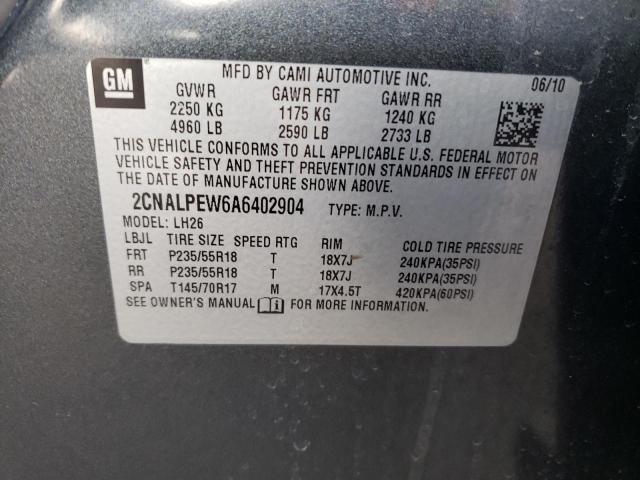 GM
MFD BY CAMI AUTOMOTIVE INC. 06/10
GVWR GAWR FRT GAWR RR
2250 KG 1175 KG 1240 KG
4960 LB 2590 LB 2733 LB
THIS VEHICLE CONFORMS TO ALL APPLICABLE U.S. FEDERAL MOTOR
VEHICLE SAFETY AND THEFT PREVENTION STANDARDS IN EFFECT ON
THE DATE OF MANUFACTURE SHOWN ABOVE.
2CNALPEW6A6402904 TYPE: M.P.V.
MODEL: LH26
LBJL TIRE SIZE SPEED RTG RIM COLD TIRE PRESSURE
FRT P235/55R18 T 18X7J 240KPA(35PSI)
RR P235/55R18 T 18X7J 240KPA(35PSI)
SPA T145/70R17 M 17X4.5T 420KPA(60PSI)
SEE OWNER'S MANUAL FOR MORE INFORMATION